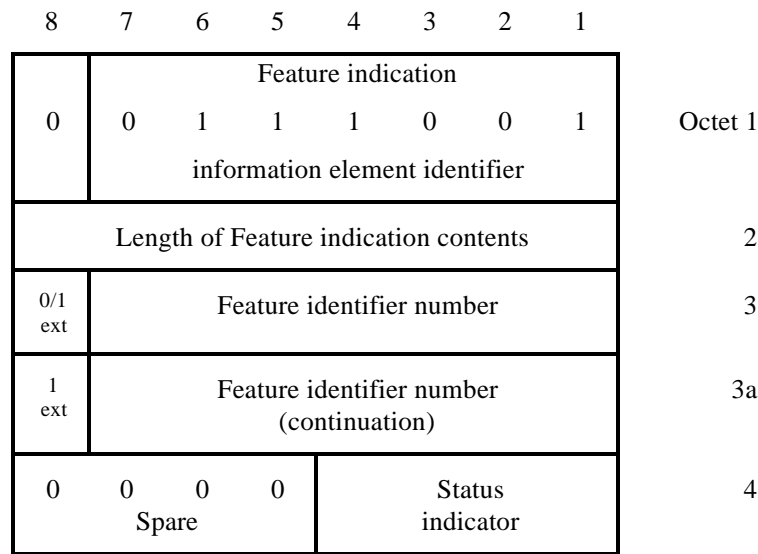 8 7 6 5 4 3 2 1
Feature indication
0 0 1 1 1 0 0 1 Octet 1
information element identifier
Length of Feature indication contents 2
0/1
ext
Feature identifier number 3
1
ext
Feature identifier number
(continuation)
3a
0 0 0 0 Status 4
Spare indicator